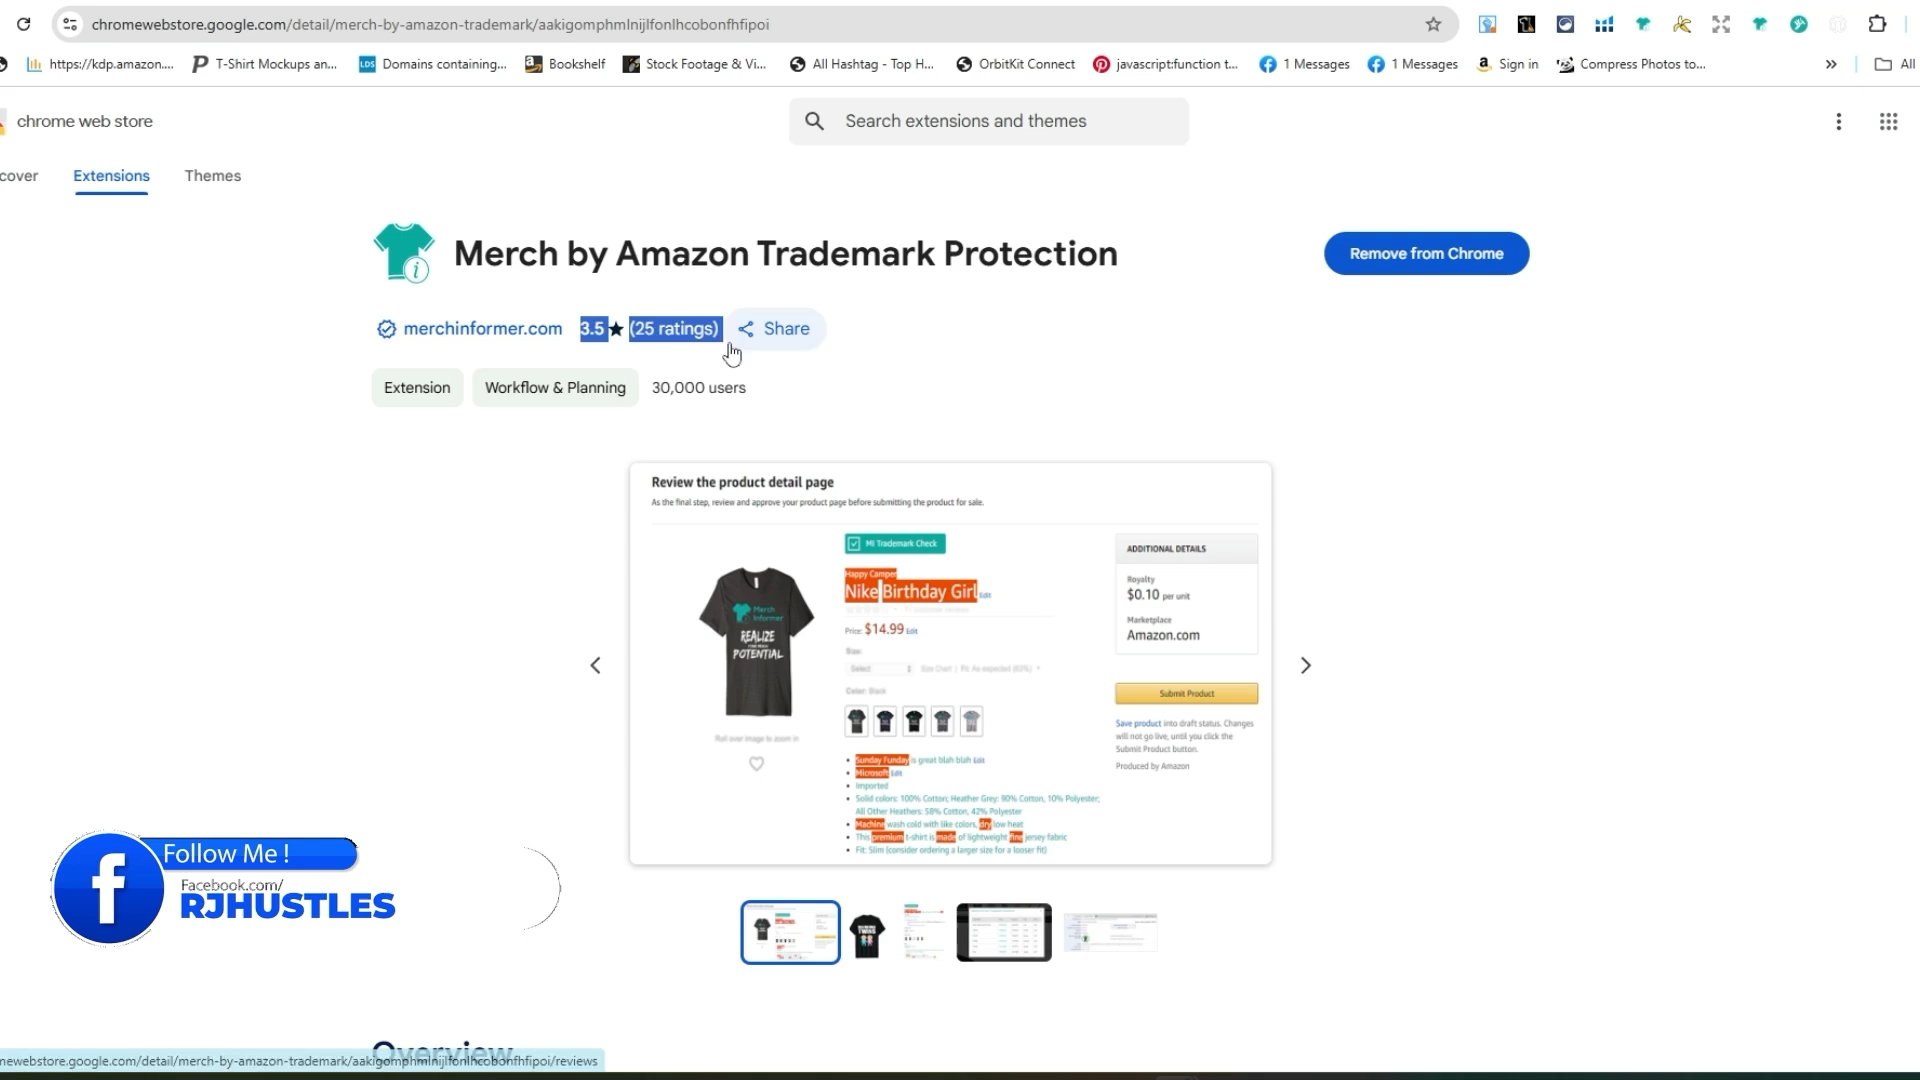 chromewebstore.google.com/detail/merch-by-amazon-trademark/aakigomphmlnijlfonlhcobonfhfipoi
https://kdp.amazon.... T-Shirt Mockups an... Domains containing... Bookshelf Stock Footage & Vi... All Hashtag - Top H... OrbitKit Connect javascript:function t... 1 Messages 1 Messages Sign in Compress Photos to... » All
chrome web store
Search extensions and themes
cover Extensions Themes
Merch by Amazon Trademark Protection
Remove from Chrome
merchinformer.com 3.5★ (25 ratings) Share
Extension Workflow & Planning 30,000 users
Review the product detail page
As the final step, review and approve your product page before submitting the product for sale.
MI Trademark Check
Happy Camper
Nike Birthday Girl Edit
Price: $14.99 Edit
Size:
Select Size Chart | Fit: As expected (83%)
Color: Black
Roll over image to zoom in
Merch
Informer
REALIZE
POTENTIAL
Sunday Funday is great blah blah Edit
Microsoft Edit
Imported
Solid colors: 100% Cotton; Heather Grey: 90% Cotton, 10% Polyester;
All Other Heathers: 58% Cotton, 42% Polyester
Machine wash cold with like colors, dry low heat
This premium t-shirt is made of lightweight fine jersey fabric
Fit: Slim (consider ordering a larger size for a looser fit)
ADDITIONAL DETAILS
Royalty
$0.10 per unit
Marketplace
Amazon.com
Submit Product
Save product into draft status. Changes
will not go live, until you click the
Submit Product button.
Produced by Amazon
Follow Me !
Facebook.com/
RJHUSTLES
Overview
newebstore.google.com/detail/merch-by-amazon-trademark/aakigomphmlnijlfonlhcobonfhfipoi/reviews